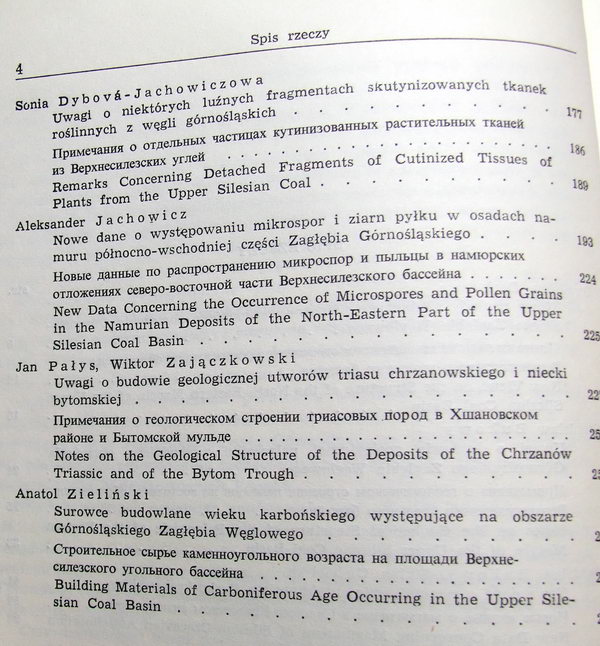 Spis rzeczy
4
Sonia Dybová-Jachowiczowa
Uwagi o niektórych luźnych fragmentach skutynizowanych tkanek
roślinnych z węgli górnośląskich . . . . . . . . 177
Примечания о отдельных частицах кутинизованных растительных тканей
из Верхнесилезских углей . . . . . . . . . . . . . . . . 186
Remarks Concerning Detached Fragments of Cutinized Tissues of
Plants from the Upper Silesian Coal . . . . . . . . 189
Aleksander Jachowicz
Nowe dane o występowaniu mikrospor i ziarn pyłku w osadach na-
muru północno-wschodniej części Zagłębia Górnośląskiego . . . . 193
Новые данные по распространению микроспор и пыльцы в намюрских
отложениях северо-восточной части Верхнесилезского бассейна . . . . . . . 224
New Data Concerning the Occurrence of Microspores and Pollen Grains
in the Namurian Deposits of the North-Eastern Part of the Upper
Silesian Coal Basin . . . . . . . . . . . 225
Jan Pałys, Wiktor Zajączkowski
Uwagi o budowie geologicznej utworów triasu chrzanowskiego i niecki
bytomskiej . . . . . . . . . . . . 22
Примечания о геологическом строении триасовых пород в Хшановском
районе и Бытомской мульде . . . . . . . . . . . . . . . . 25
Notes on the Geological Structure of the Deposits of the Chrzanów
Triassic and of the Bytom Trough . . . . . . . . 2
Anatol Zieliński
Surowce budowlane wieku karbońskiego występujące na obszarze
Górnośląskiego Zagłębia Węglowego . . . . . . . 2
Строительное сырье каменноугольного возраста на площади Верхне-
силезского угольного бассейна . . . . . . . . . . . . . . .
Building Materials of Carboniferous Age Occurring in the Upper Sile-
sian Coal Basin . . . . . . . . . . . .